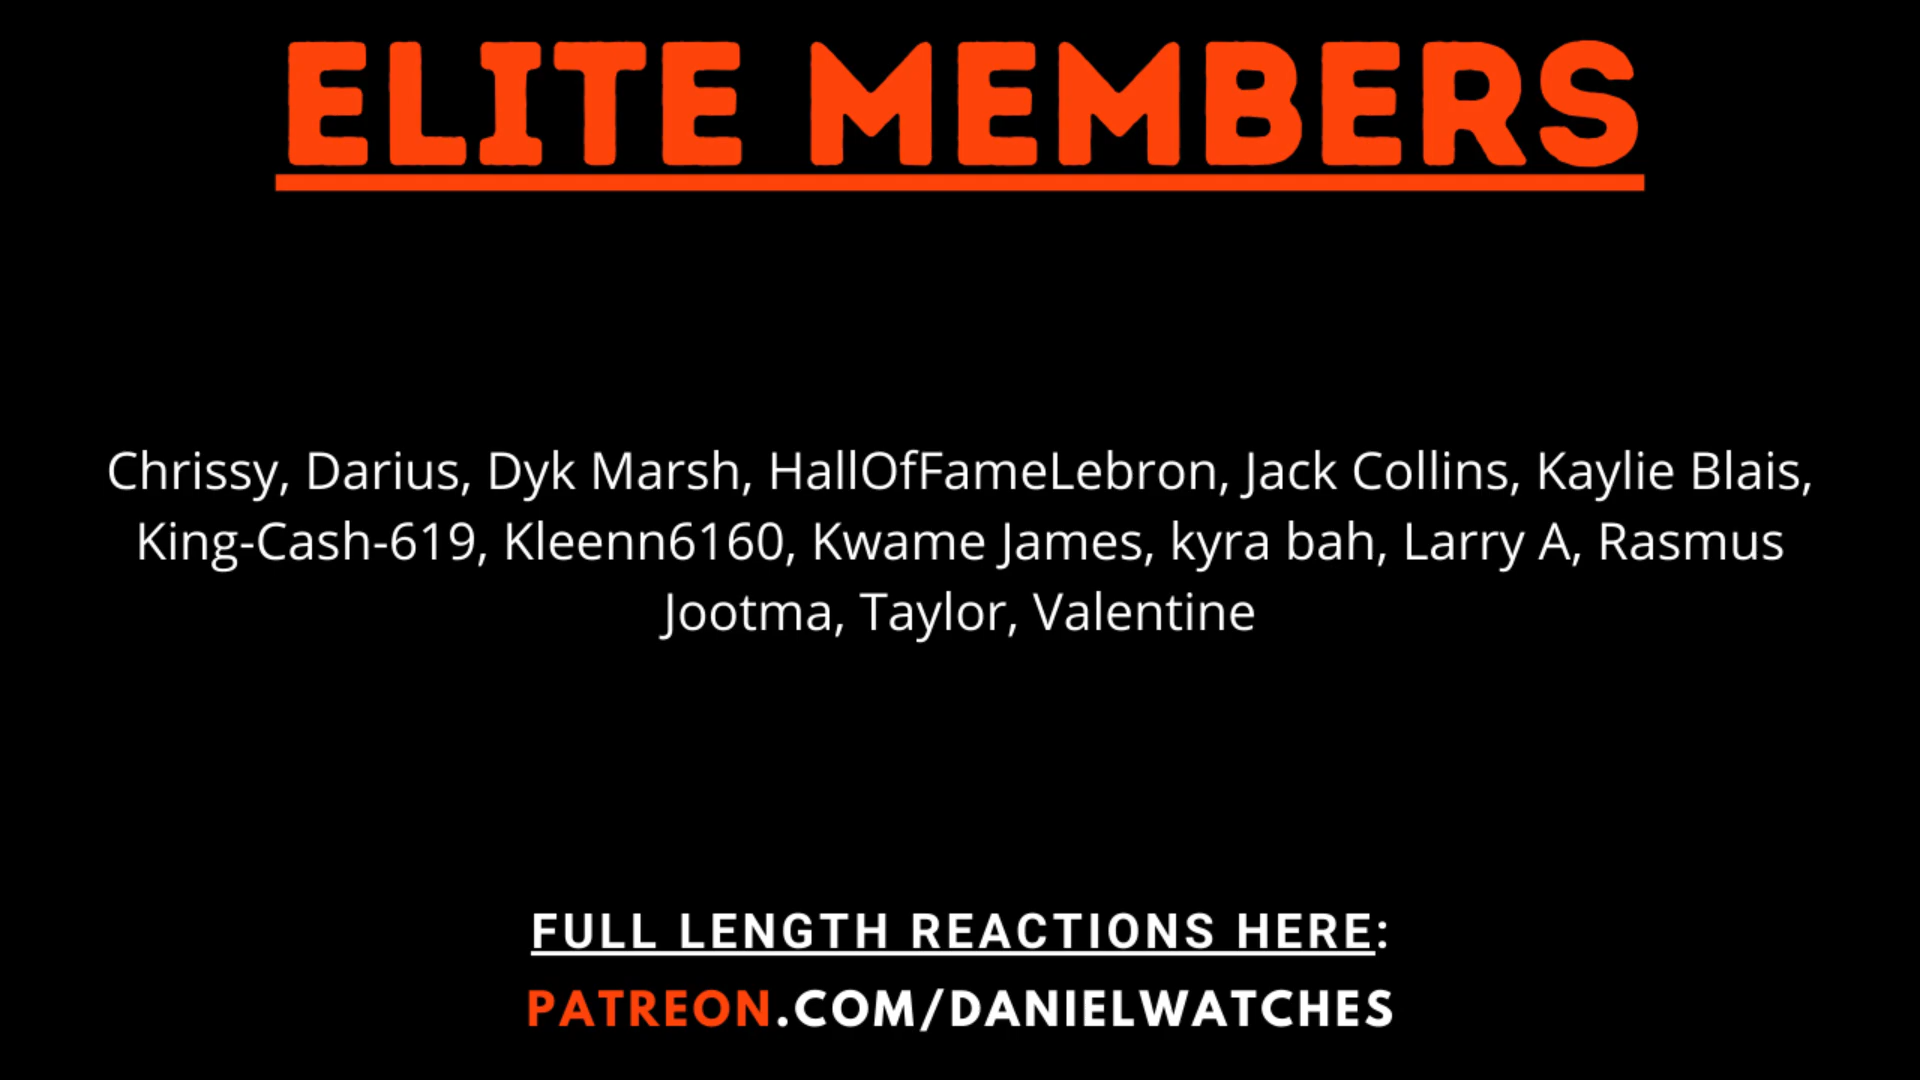 ELITE MEMBERS
Chrissy, Darius, Dyk Marsh, HallOfFameLebron, Jack Collins, Kaylie Blais,
King-Cash-619, Kleenn6160, Kwame James, kyra bah, Larry A, Rasmus
Jootma, Taylor, Valentine
FULL LENGTH REACTIONS HERE:
PATREON.COM/DANIELWATCHES